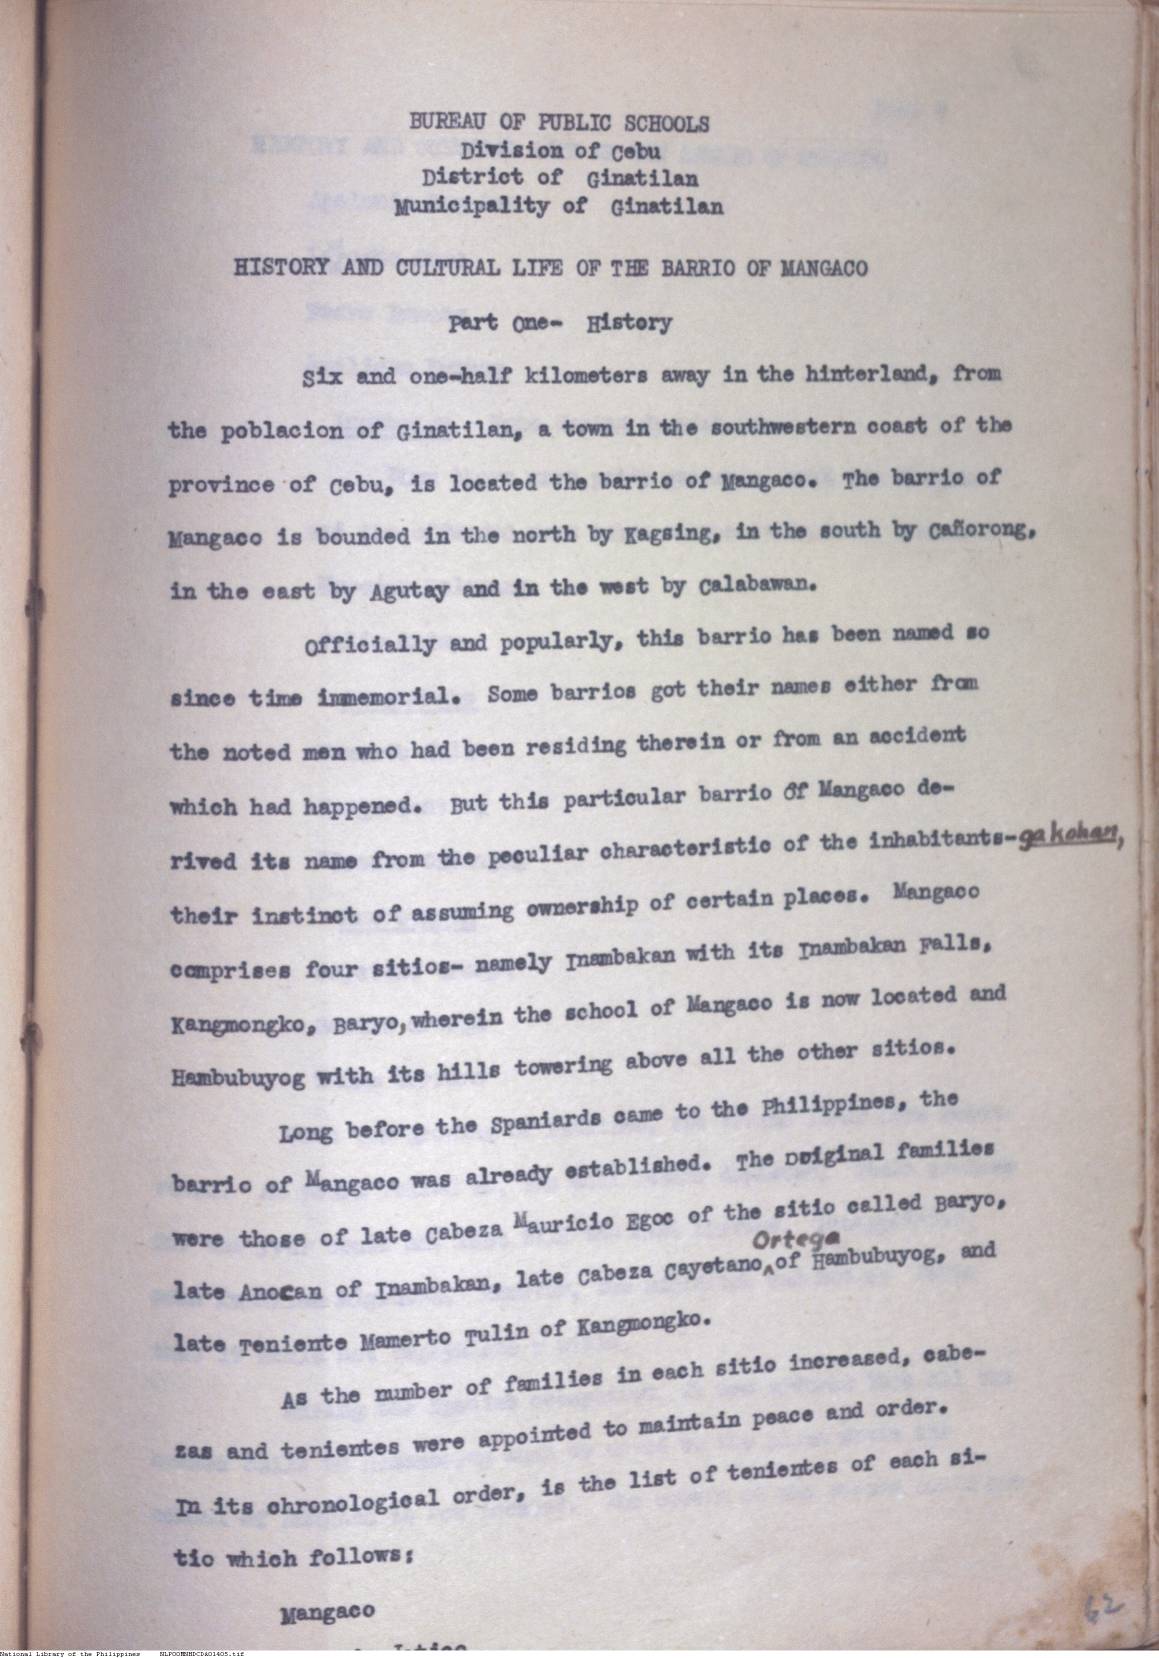 BUREAU OF PUBLIC SCHOOLS
Division of Cebu
District of Ginatilan
Municipality of Ginatilan
HISTORY AND CULTURAL LIFE OF THE BARRIO OF MANGACO
Part One- History
Six and one-half kilometers away in the hinterland, from
the poblacion of Ginatilan, a town in the southwestern coast of the
province of Cebu, is located the barrio of Mangaco. The barrio of
Mangaco is bounded in the north by Kagsing, in the south by Cañorong,
in the east by Agutay and in the west by Calabawan.
Officially and popularly, this barrio has been named so
since time immemorial. Some barrios got their names either from
the noted men who had been residing therein or from an accident
which had happened. But this particular barrio of Mangaco de-
rived its name from the peculiar characteristic of the inhabitants-gakohan,
their instinct of assuming ownership of certain places. Mangaco
comprises four sitios- namely Inambakan with its Inambakan Falls,
Kangmongko, Baryo, wherein the school of Mangaco is now located and
Hambubuyog with its hills towering above all the other sitios.
Long before the Spaniards came to the Philippines, the
barrio of Mangaco was already established. The original families
were those of late Cabeza Mauricio Egoc of the sitio called Baryo,
Ortega
late Anocan of Inambakan, late Cabeza Cayetano ^ of Hambubuyog, and
late Teniente Mamerto Tulin of Kangmongko.
As the number of families in each sitio increased, cabe-
zas and tenientes were appointed to maintain peace and order.
In its chronological order, is the list of tenientes of each si-
tio which follows:
Mangaco
62
National Library of the Philippines NLPOOMNHDCDA01405.tif